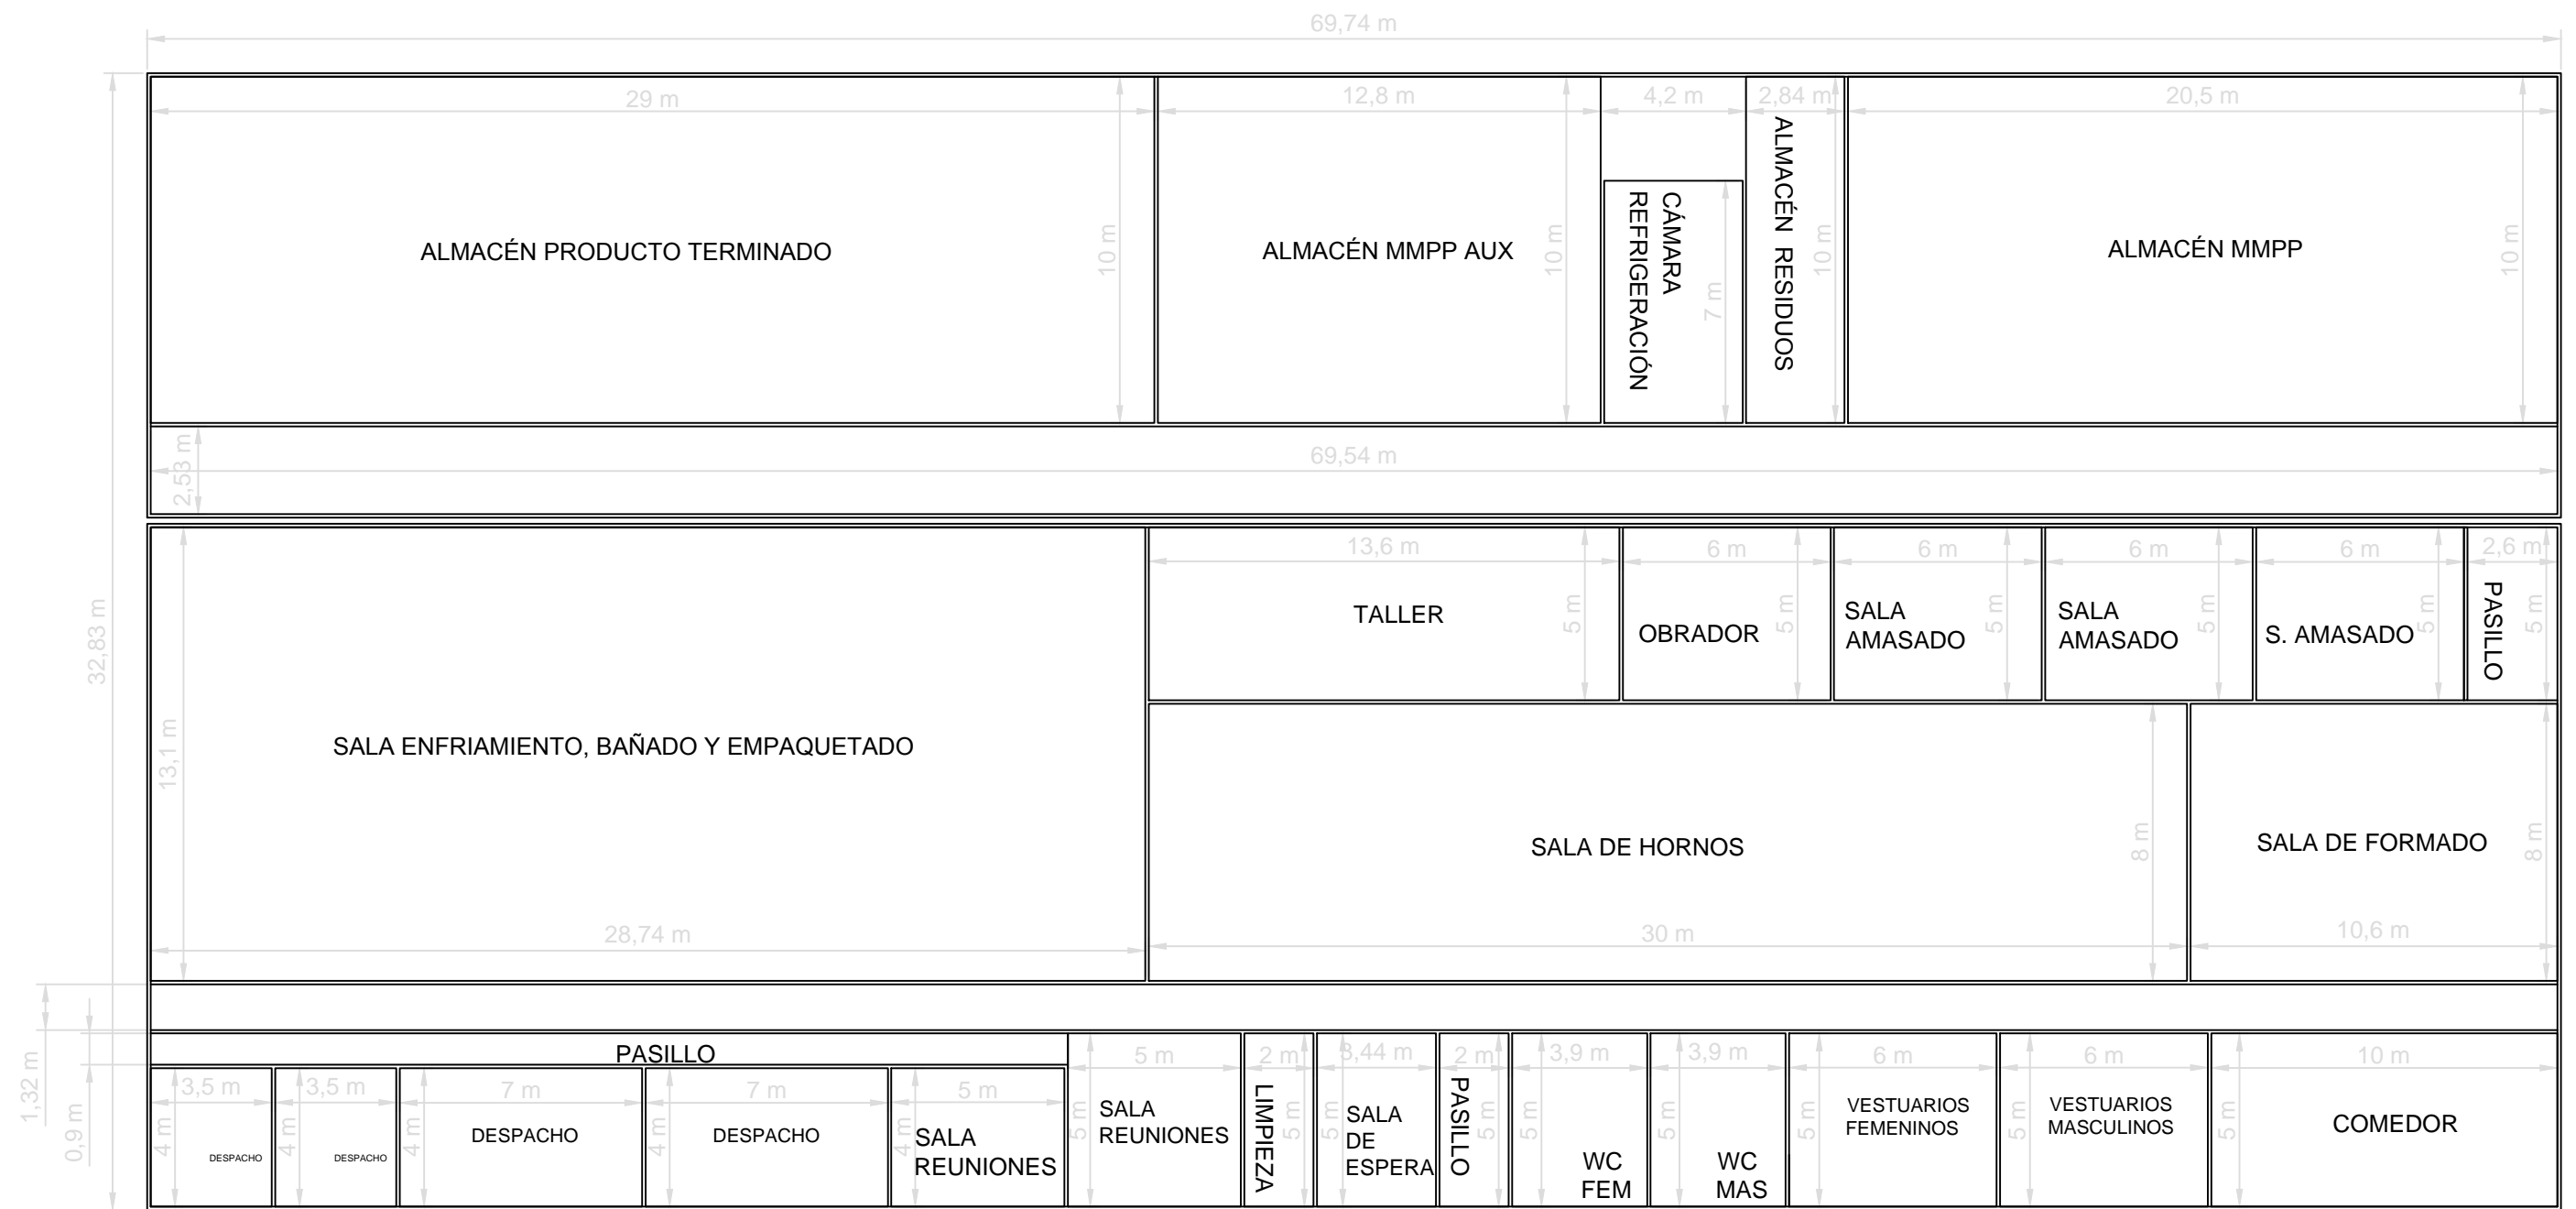 69,74 m
29 m
12,8 m
4,2 m
2,84 m
20,5 m
ALMACÉN PRODUCTO TERMINADO
10 m
ALMACÉN MMPP AUX
10 m
CÁMARA
REFRIGERACIÓN
7 m
ALMACÉN RESIDUOS
10 m
ALMACÉN MMPP
10 m
2,53 m
69,54 m
32,83 m
13,1 m
SALA ENFRIAMIENTO, BAÑADO Y EMPAQUETADO
28,74 m
13,6 m
TALLER
5 m
6 m
OBRADOR
5 m
6 m
SALA
AMASADO
5 m
6 m
SALA
AMASADO
5 m
6 m
S. AMASADO
5 m
2,6 m
PASILLO
5 m
SALA DE HORNOS
8 m
30 m
SALA DE FORMADO
8 m
10,6 m
1,32 m
0,9 m
PASILLO
3,5 m
4 m
DESPACHO
3,5 m
4 m
DESPACHO
7 m
4 m
DESPACHO
7 m
4 m
DESPACHO
5 m
4 m
SALA
REUNIONES
5 m
5 m
SALA
REUNIONES
2 m
LIMPIEZA
5 m
3,44 m
5 m
SALA
DE
ESPERA
2 m
PASILLO
5 m
3,9 m
5 m
WC
FEM
3,9 m
5 m
WC
MAS
6 m
5 m
VESTUARIOS
FEMENINOS
6 m
5 m
VESTUARIOS
MASCULINOS
10 m
5 m
COMEDOR